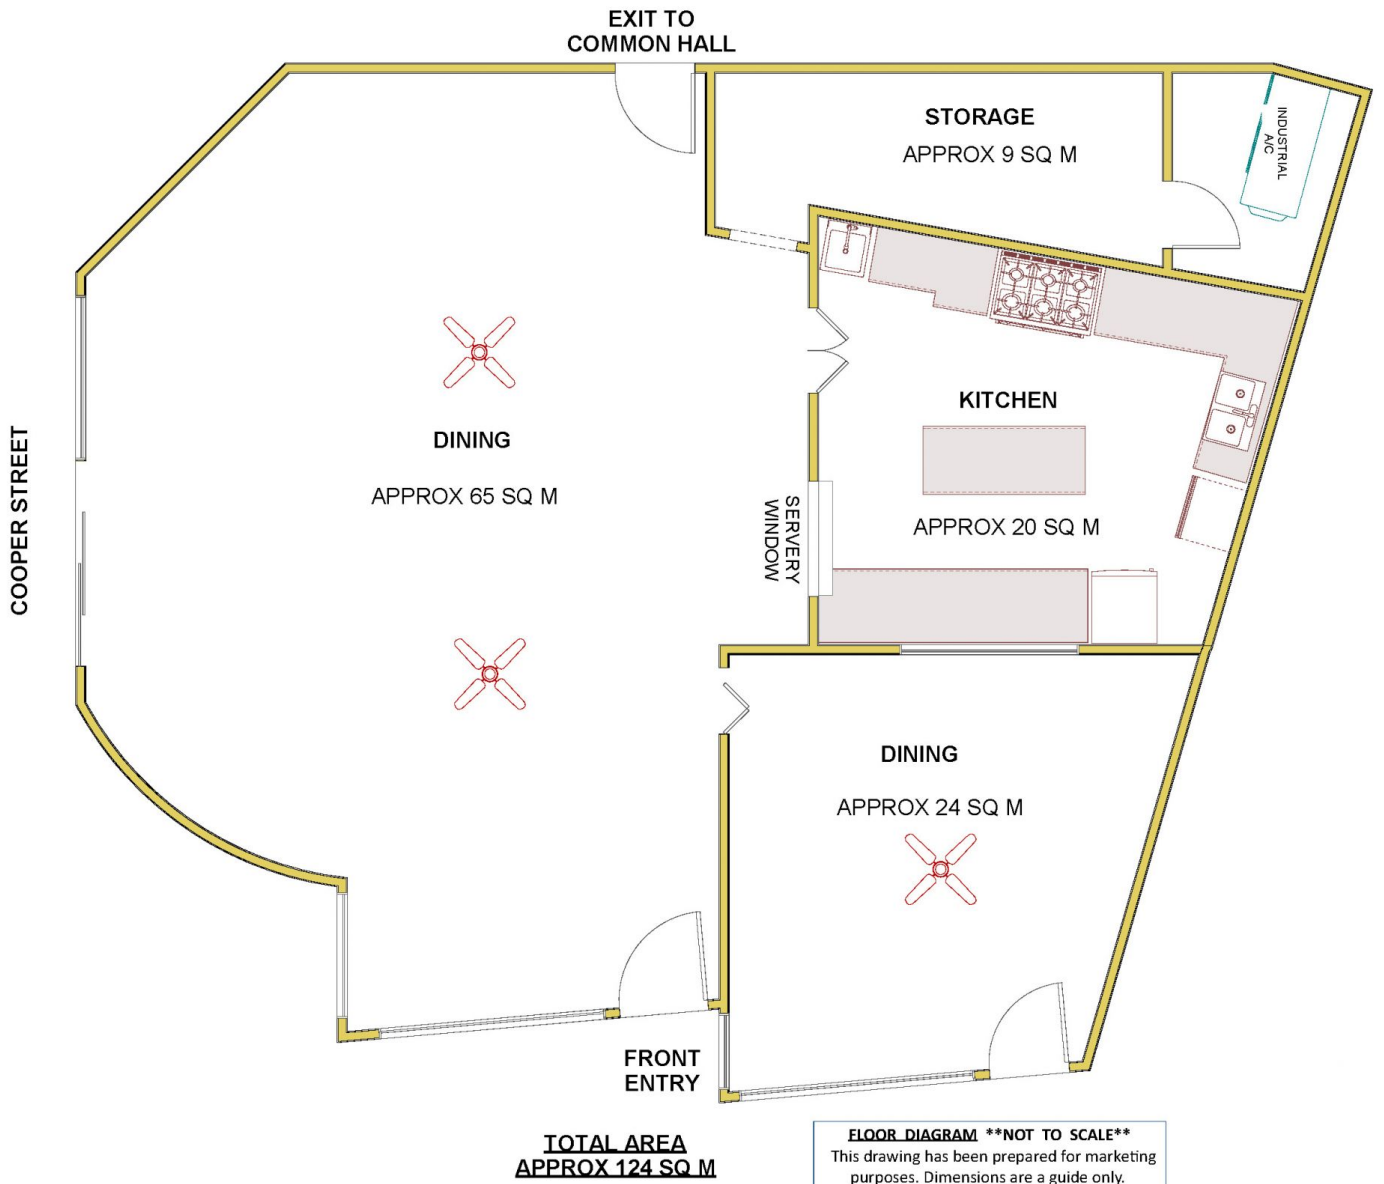 EXIT TO
COMMON HALL
STORAGE
APPROX 9 SQ M
INDUSTRIAL
A/C
KITCHEN
APPROX 20 SQ M
DINING
APPROX 65 SQ M
COOPER STREET
SERVERY
WINDOW
DINING
APPROX 24 SQ M
FRONT
ENTRY
TOTAL AREA
APPROX 124 SQ M
FLOOR DIAGRAM **NOT TO SCALE**
This drawing has been prepared for marketing
purposes. Dimensions are a guide only.